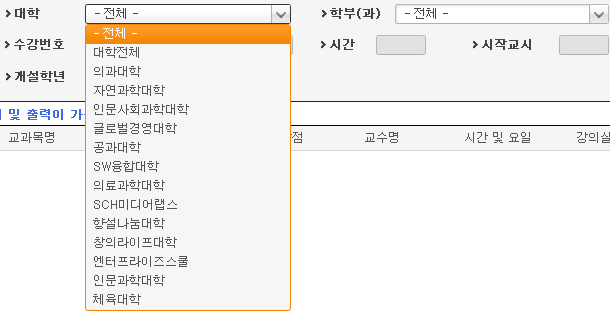 대학 - 전체 - 학부(과) - 전체 -
수강번호 시간 시작교시
개설학년
및 출력이 가
교과목명 점 교수명 시간 및 요일 강의실
- 전체 -
대학전체
의과대학
자연과학대학
인문사회과학대학
글로벌경영대학
공과대학
SW융합대학
의료과학대학
SCH미디어랩스
향설나눔대학
창의라이프대학
엔터프라이즈스쿨
인문과학대학
체육대학